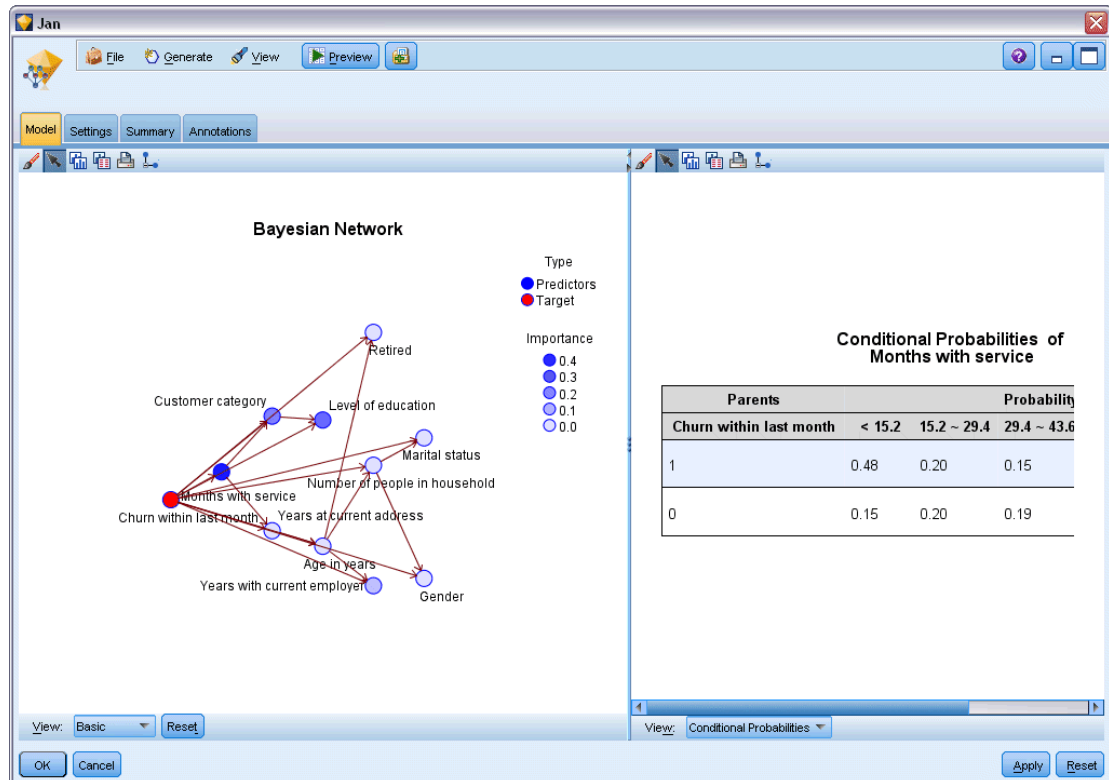 Jan
File Generate View Preview
Model Settings Summary Annotations
Bayesian Network
Type
Predictors
Target
Importance
0.4
0.3
0.2
0.1
0.0
Retired
Customer category
Level of education
Marital status
Number of people in household
Months with service
Churn within last month
Years at current address
Age in years
Years with current employer
Gender
View: Basic Reset
Conditional Probabilities of
Months with service
Parents Probability
Churn within last month < 15.2 15.2 ~ 29.4 29.4 ~ 43.6
1 0.48 0.20 0.15
0 0.15 0.20 0.19
View: Conditional Probabilities
OK Cancel Apply Reset